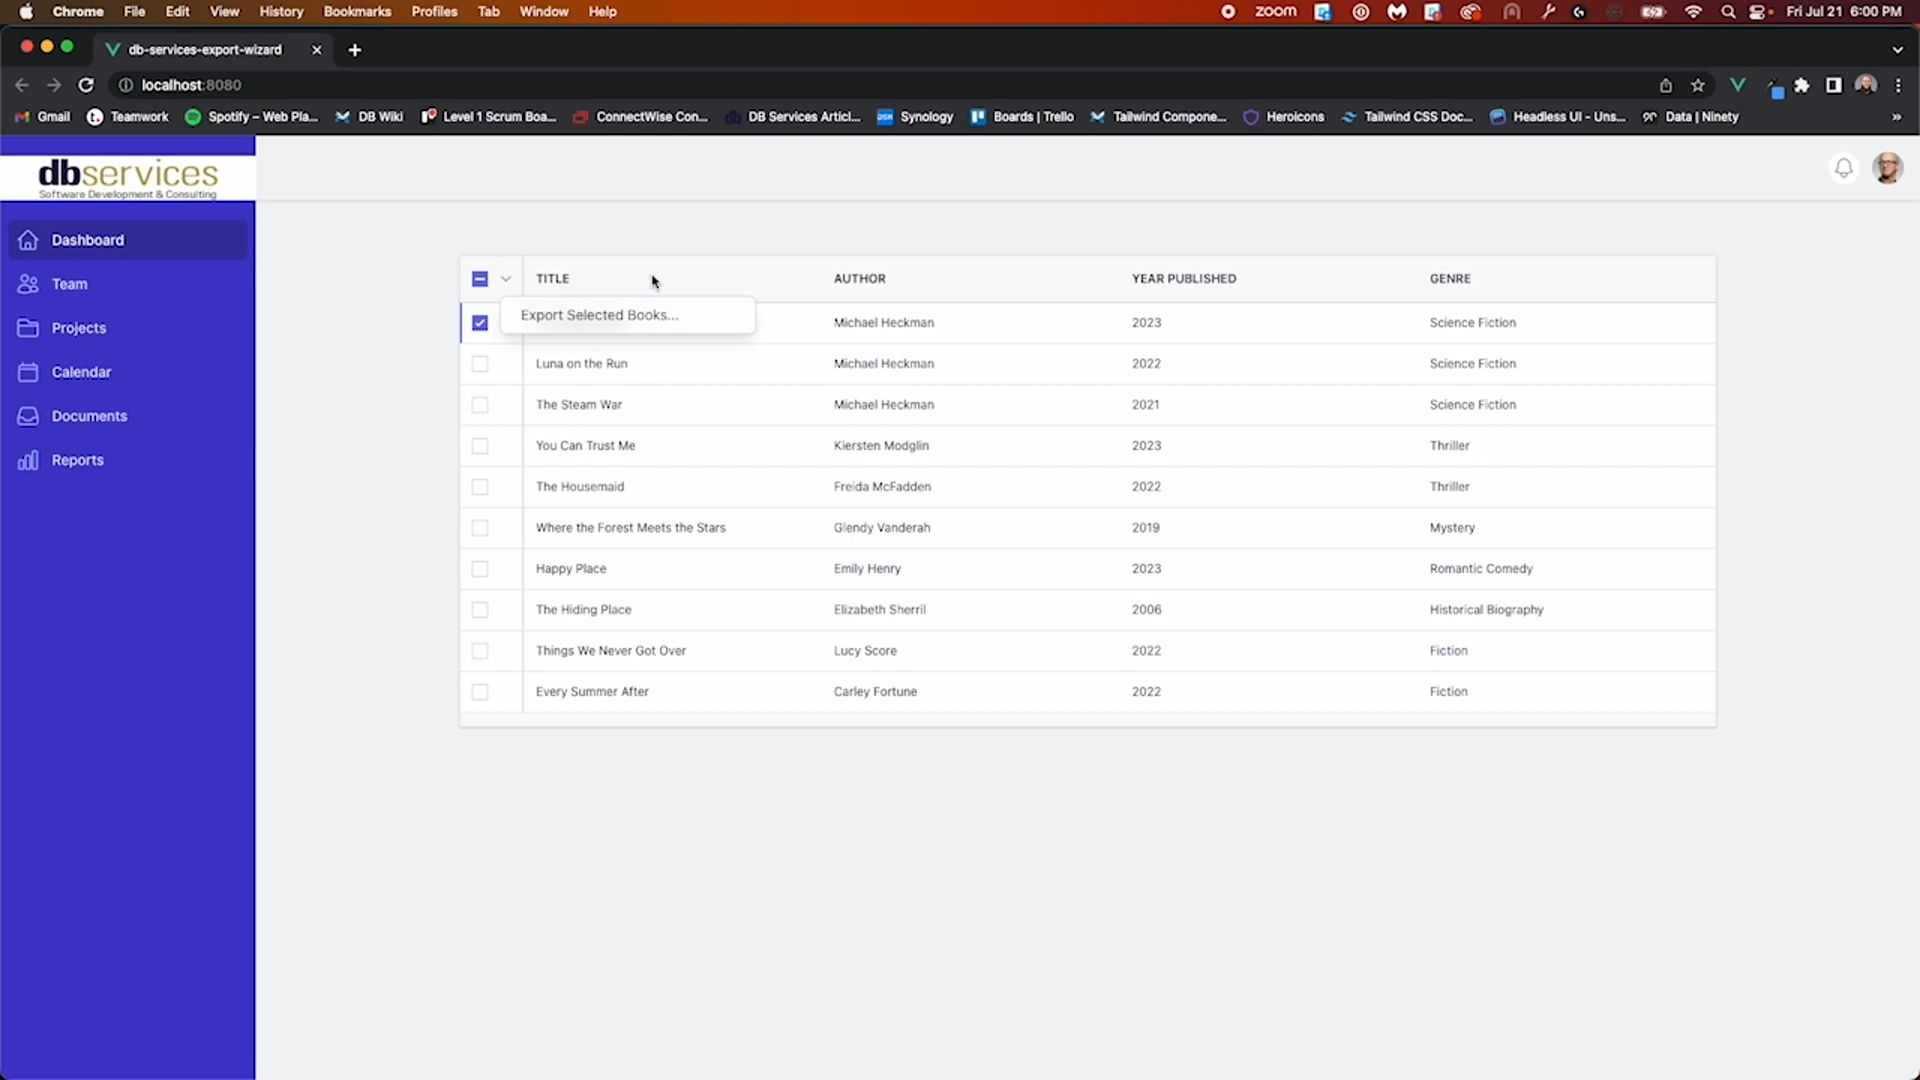 Chrome File Edit View History Bookmarks Profiles Tab Window Help zoom Fri Jul 21 6:00 PM
db-services-export-wizard
localhost:8080
Gmail Teamwork Spotify – Web Pla... DB Wiki Level 1 Scrum Boa... ConnectWise Con... DB Services Articl... Synology Boards | Trello Tailwind Compone... Heroicons Tailwind CSS Doc... Headless UI - Uns... Data | Ninety »
dbservices
Software Development & Consulting
Dashboard
Team
Projects
Calendar
Documents
Reports
TITLE AUTHOR YEAR PUBLISHED GENRE
Export Selected Books...
Michael Heckman 2023 Science Fiction
Luna on the Run Michael Heckman 2022 Science Fiction
The Steam War Michael Heckman 2021 Science Fiction
You Can Trust Me Kiersten Modglin 2023 Thriller
The Housemaid Freida McFadden 2022 Thriller
Where the Forest Meets the Stars Glendy Vanderah 2019 Mystery
Happy Place Emily Henry 2023 Romantic Comedy
The Hiding Place Elizabeth Sherril 2006 Historical Biography
Things We Never Got Over Lucy Score 2022 Fiction
Every Summer After Carley Fortune 2022 Fiction